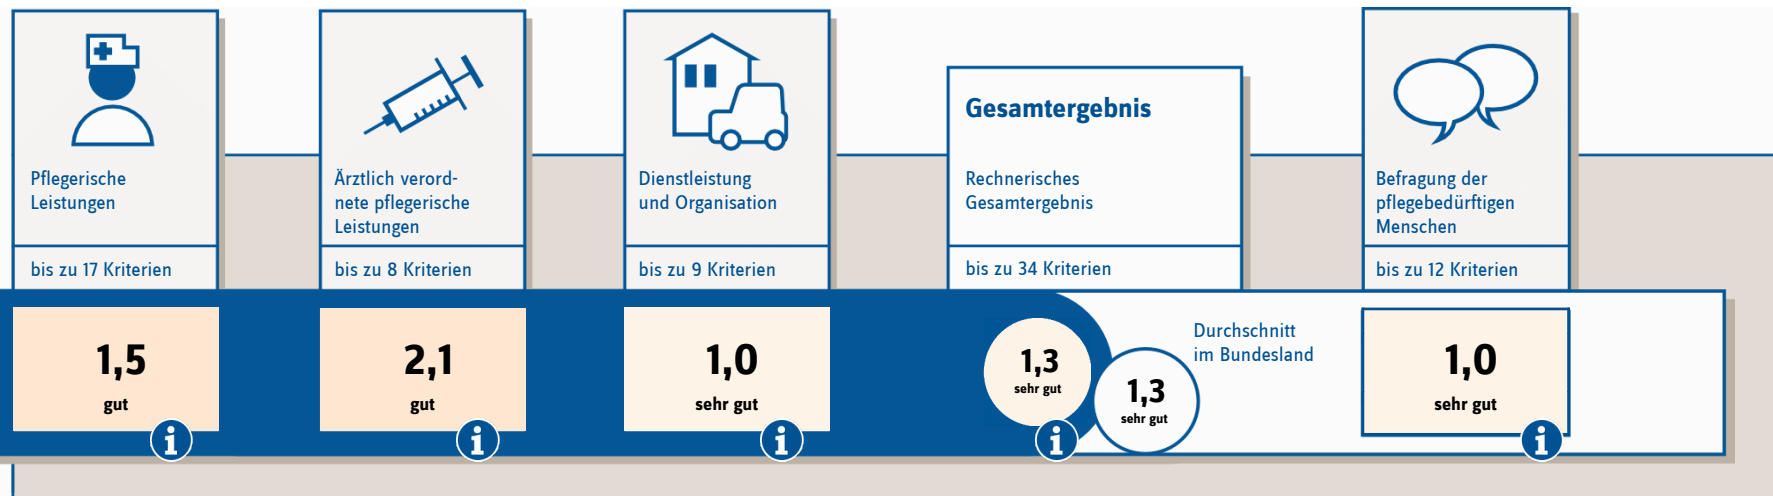 Pflegerische
Leistungen
bis zu 17 Kriterien
1,5
gut
i
Ärztlich verord-
nete pflegerische
Leistungen
bis zu 8 Kriterien
2,1
gut
i
Dienstleistung
und Organisation
bis zu 9 Kriterien
1,0
sehr gut
i
Gesamtergebnis
Rechnerisches
Gesamtergebnis
bis zu 34 Kriterien
1,3
sehr gut
i
1,3
sehr gut
Durchschnitt
im Bundesland
Befragung der
pflegebedürftigen
Menschen
bis zu 12 Kriterien
1,0
sehr gut
i